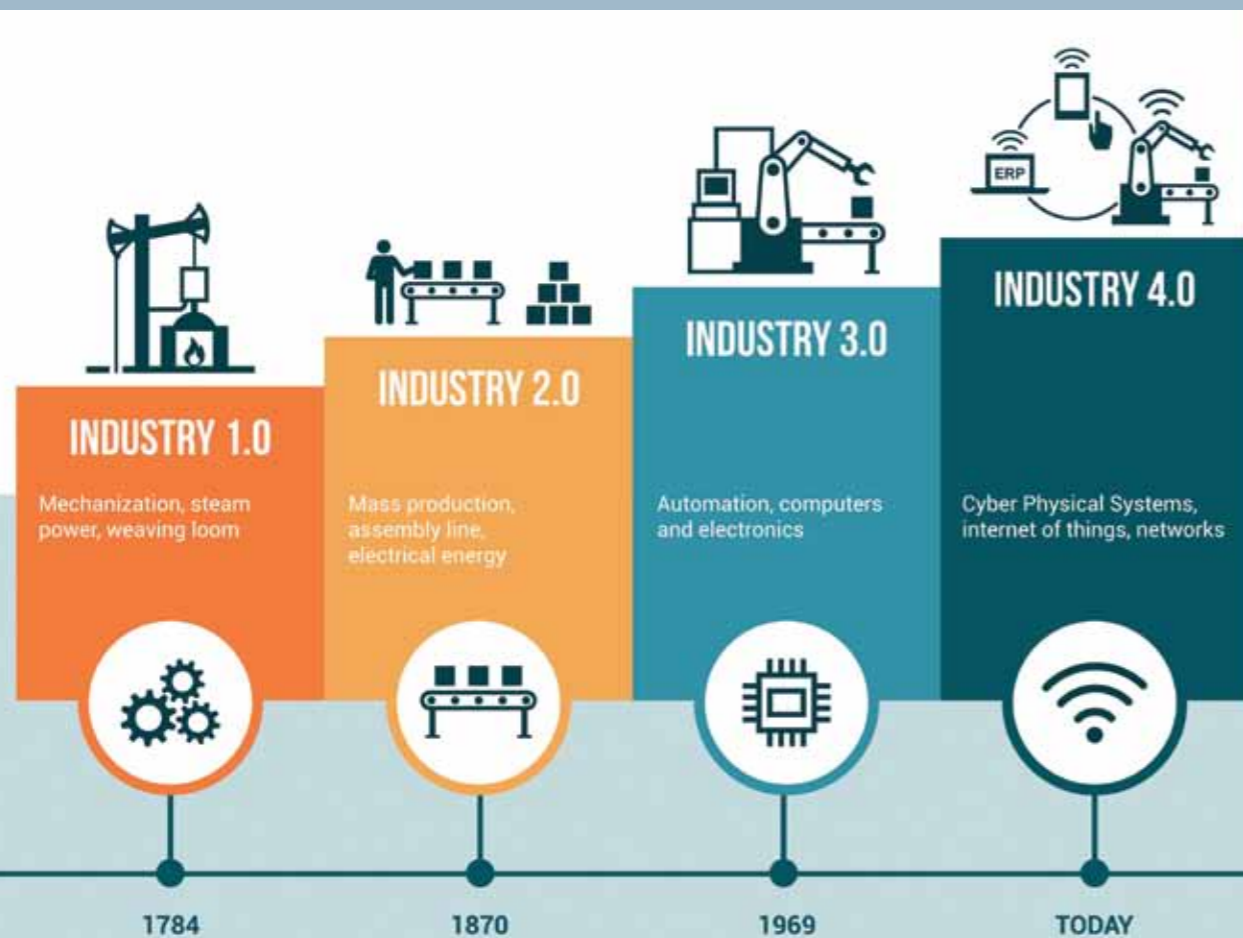 ERP
INDUSTRY 4.0
INDUSTRY 3.0
INDUSTRY 2.0
INDUSTRY 1.0
Mechanization, steam
power, weaving loom
Mass production,
assembly line,
electrical energy
Automation, computers
and electronics
Cyber Physical Systems,
internet of things, networks
1784
1870
1969
TODAY